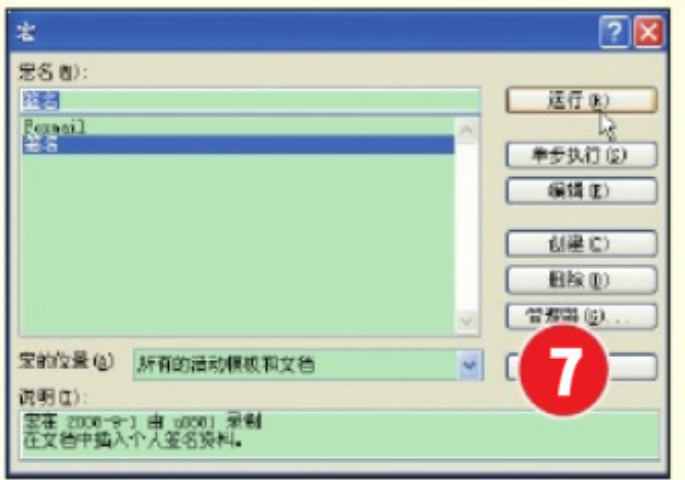 宏
宏名(M):
签名
运行(R)
Foxmail
签名
单步执行(S)
编辑(E)
创建(C)
删除(D)
管理器(G)...
宏的位置(A)
所有的活动模板和文档
7
说明(I):
宏在 2008-9-1 由 u0501 录制
在文档中插入个人签名资料。